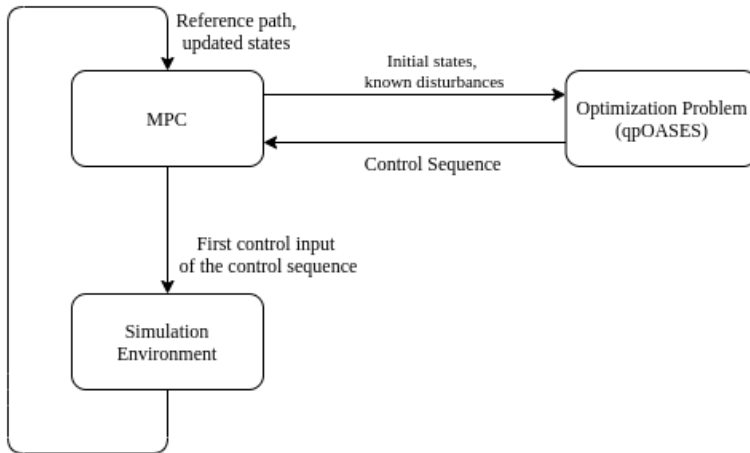 Reference path,
updated states
Initial states,
known disturbances
MPC
Optimization Problem
(qpOASES)
Control Sequence
First control input
of the control sequence
Simulation
Environment